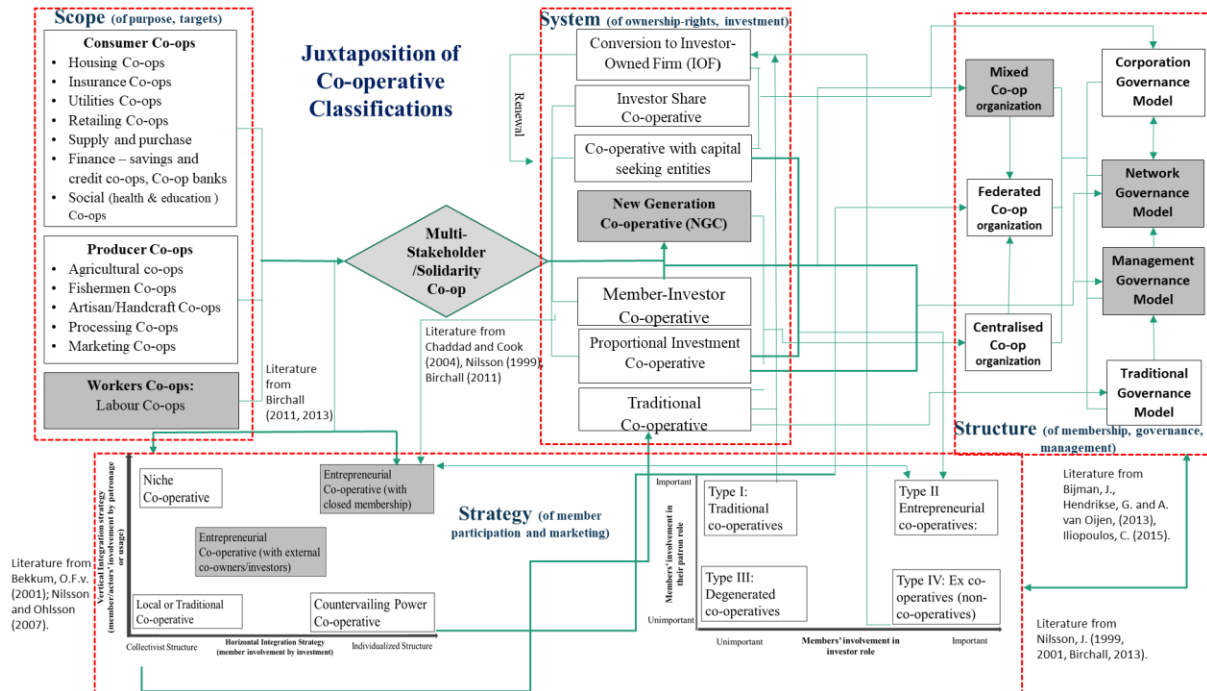 Scope (of purpose, targets)
Consumer Co-ops
• Housing Co-ops
• Insurance Co-ops
• Utilities Co-ops
• Retailing Co-ops
• Supply and purchase
• Finance – savings and
credit co-ops, Co-op banks
• Social (health & education )
Co-ops
Producer Co-ops
• Agricultural co-ops
• Fishermen Co-ops
• Artisan/Handcraft Co-ops
• Processing Co-ops
• Marketing Co-ops
Workers Co-ops:
Labour Co-ops
Juxtaposition of
Co-operative
Classifications
Literature
from
Birchall
(2011, 2013)
Multi-
Stakeholder
/Solidarity
Co-op
Literature from
Chaddad and Cook
(2004), Nilsson (1999),
Birchall (2011)
System (of ownership-rights, investment)
Renewal
Conversion to Investor-
Owned Firm (IOF)
Investor Share
Co-operative
Co-operative with capital
seeking entities
New Generation
Co-operative (NGC)
Member-Investor
Co-operative
Proportional Investment
Co-operative
Traditional
Co-operative
Mixed
Co-op
organization
Federated
Co-op
organization
Centralised
Co-op
organization
Corporation
Governance
Model
Network
Governance
Model
Management
Governance
Model
Traditional
Governance
Model
Structure (of membership, governance,
management)
Literature from
Bijman, J.,
Hendrikse, G. and A.
van Oijen, (2013),
Iliopoulos, C. (2015).
Literature from
Nilsson, J. (1999,
2001, Birchall, 2013).
Literature from
Bekkum, O.F.v.
(2001); Nilsson
and Ohlsson
(2007).
Vertical Integration strategy
(member/actors' involvement by patronage
or usage)
Niche
Co-operative
Entrepreneurial
Co-operative (with
closed membership)
Entrepreneurial
Co-operative (with external
co-owners/investors)
Local or Traditional
Co-operative
Countervailing Power
Co-operative
Collectivist Structure
Horizontal Integration Strategy
(member involvement by investment)
Individualized Structure
Strategy (of member
participation and marketing)
Members' involvement in
their patron role
Important
Unimportant
Type I:
Traditional
co-operatives
Type II
Entrepreneurial
co-operatives:
Type III:
Degenerated
co-operatives
Type IV: Ex co-
operatives (non-
co-operatives)
Unimportant
Members' involvement in
investor role
Important